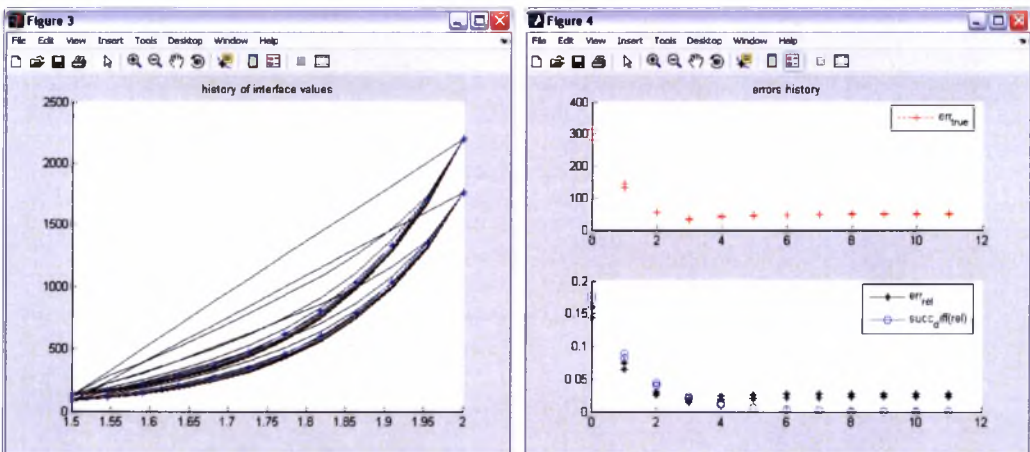 Figure 3
File Edit View Insert Tools Desktop Window Help
history of interface values
2500
2000
1500
1000
500
0
1.5 1.55 1.6 1.65 1.7 1.75 1.8 1.85 1.9 1.95 2
Figure 4
File Edit View Insert Tools Desktop Window Help
errors history
400
300
200
100
0
0 2 4 6 8 10 12
err_true
0.2
0.15
0.1
0.05
0
0 2 4 6 8 10 12
err_rel
succ_diff(rel)